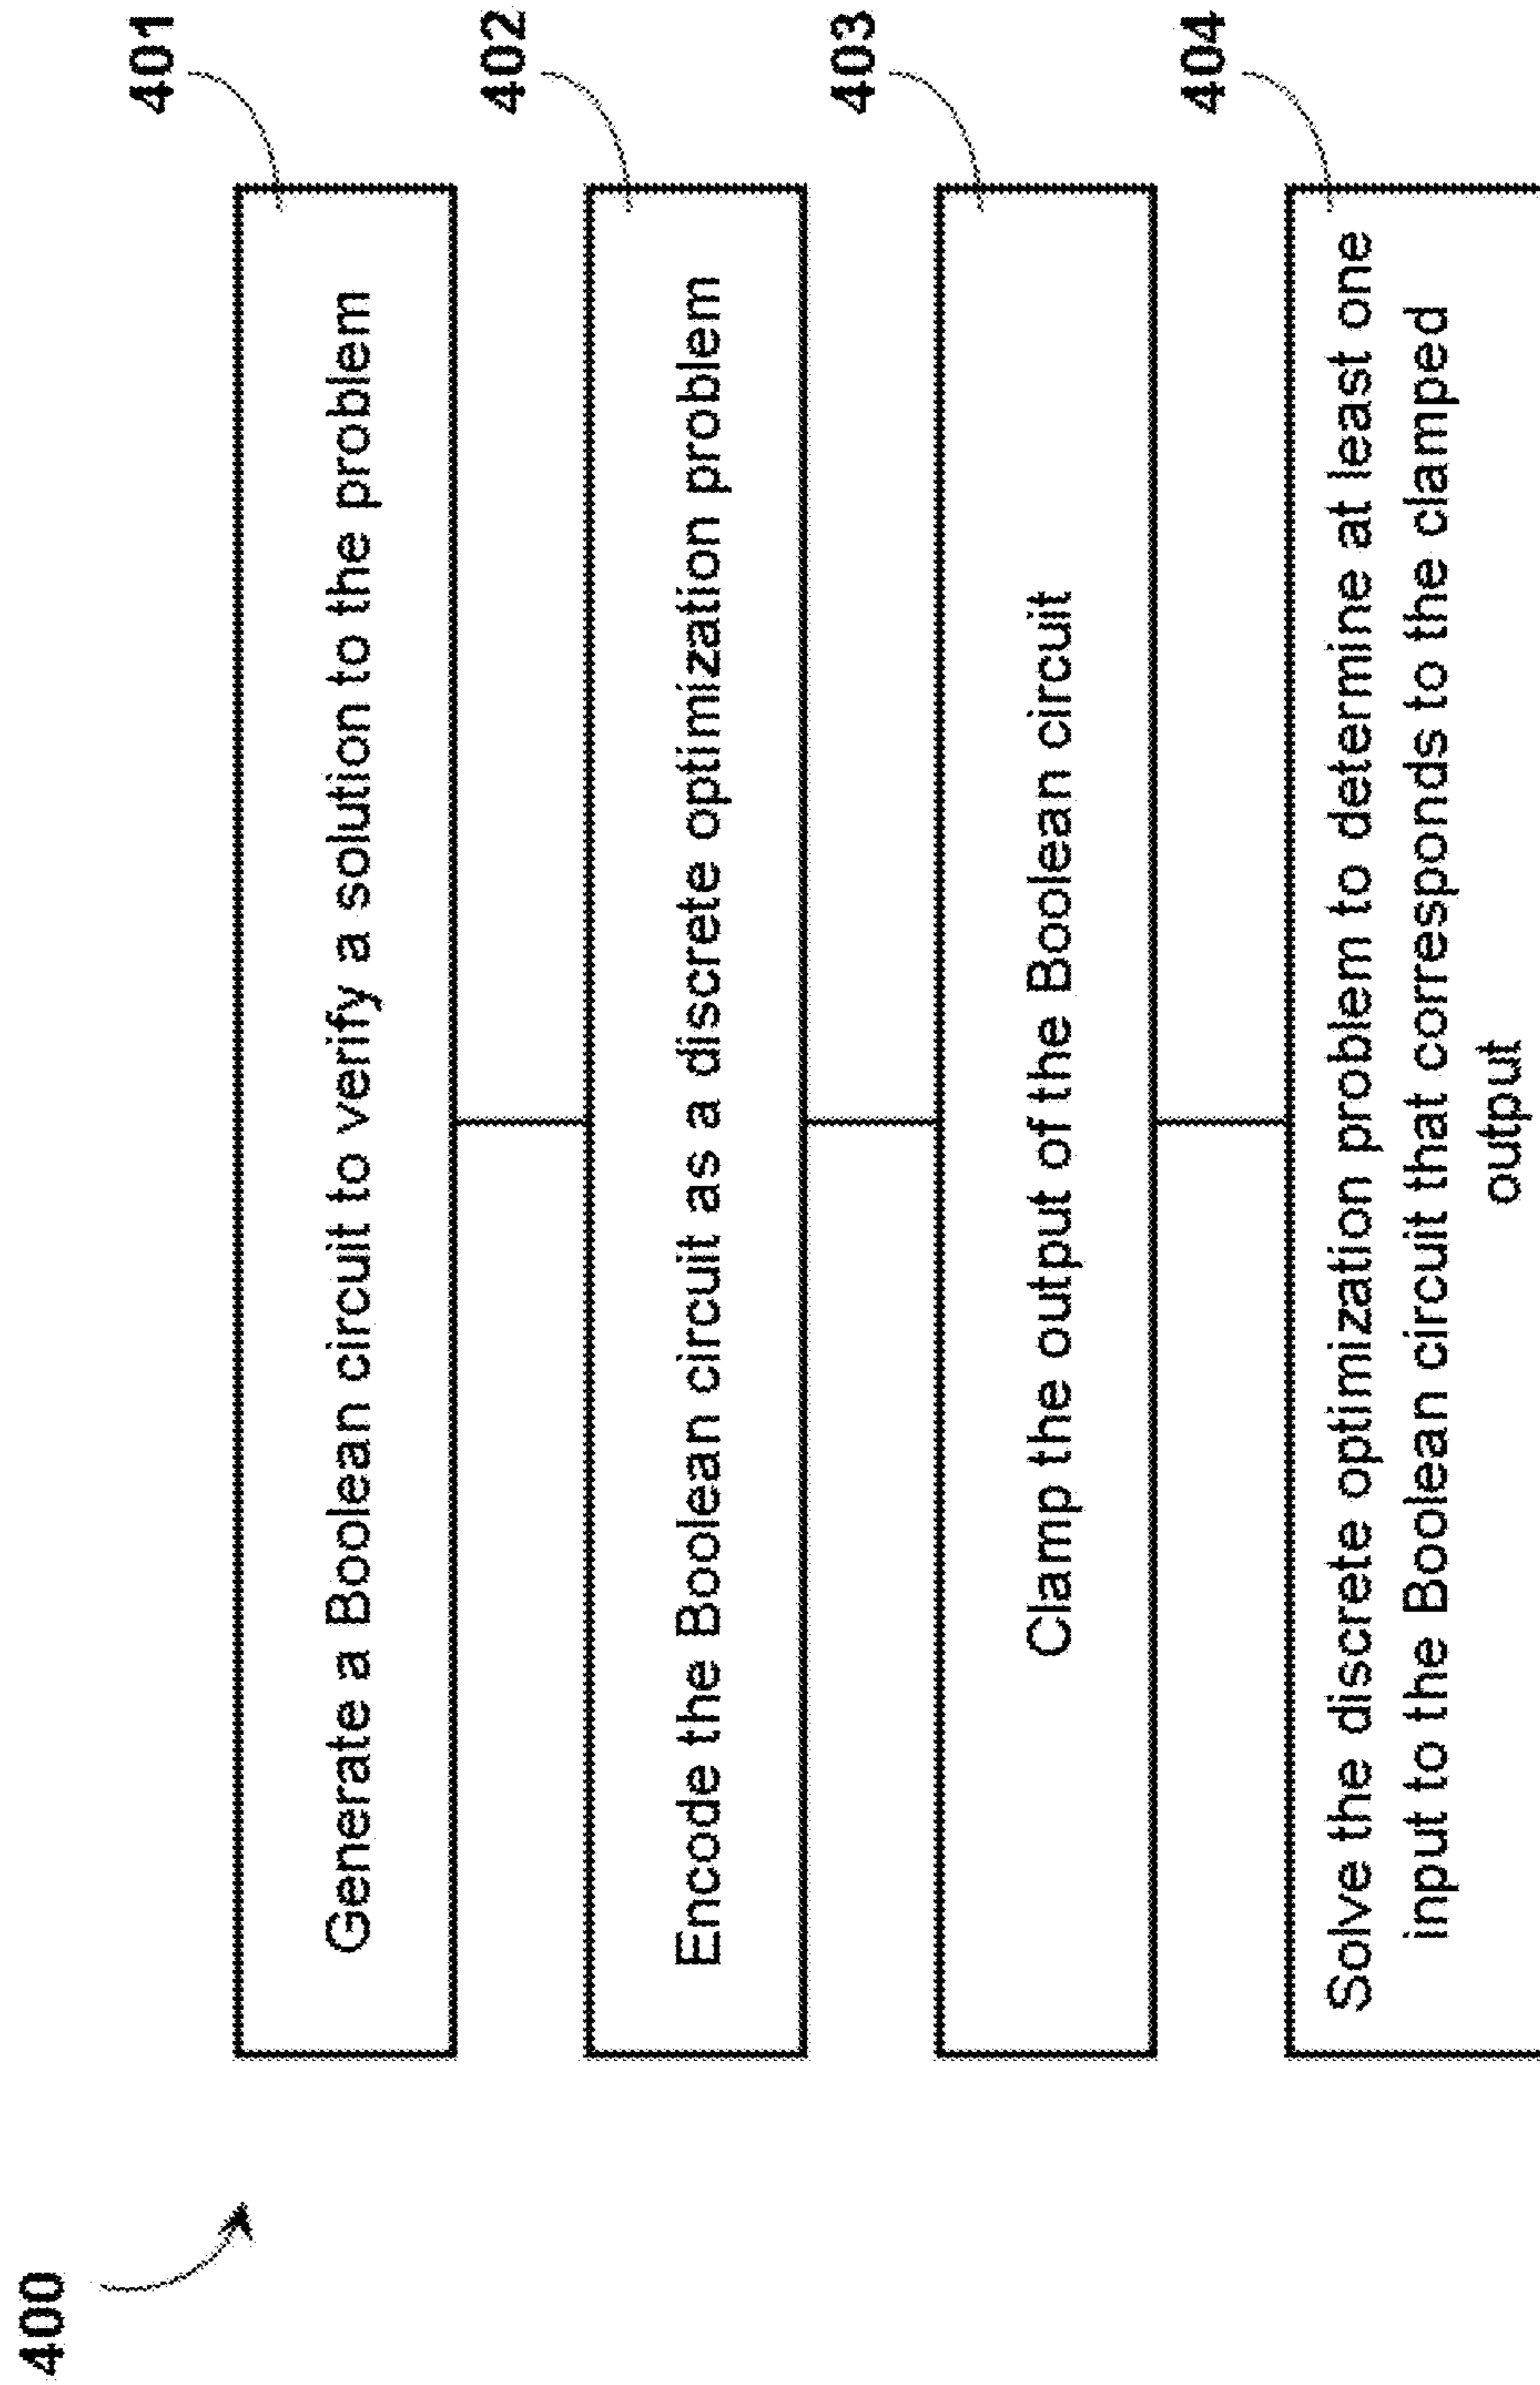 400
401
Generate a Boolean circuit to verify a solution to the problem
402
Encode the Boolean circuit as a discrete optimization problem
403
Clamp the output of the Boolean circuit
404
Solve the discrete optimization problem to determine at least one
input to the Boolean circuit that corresponds to the clamped
output